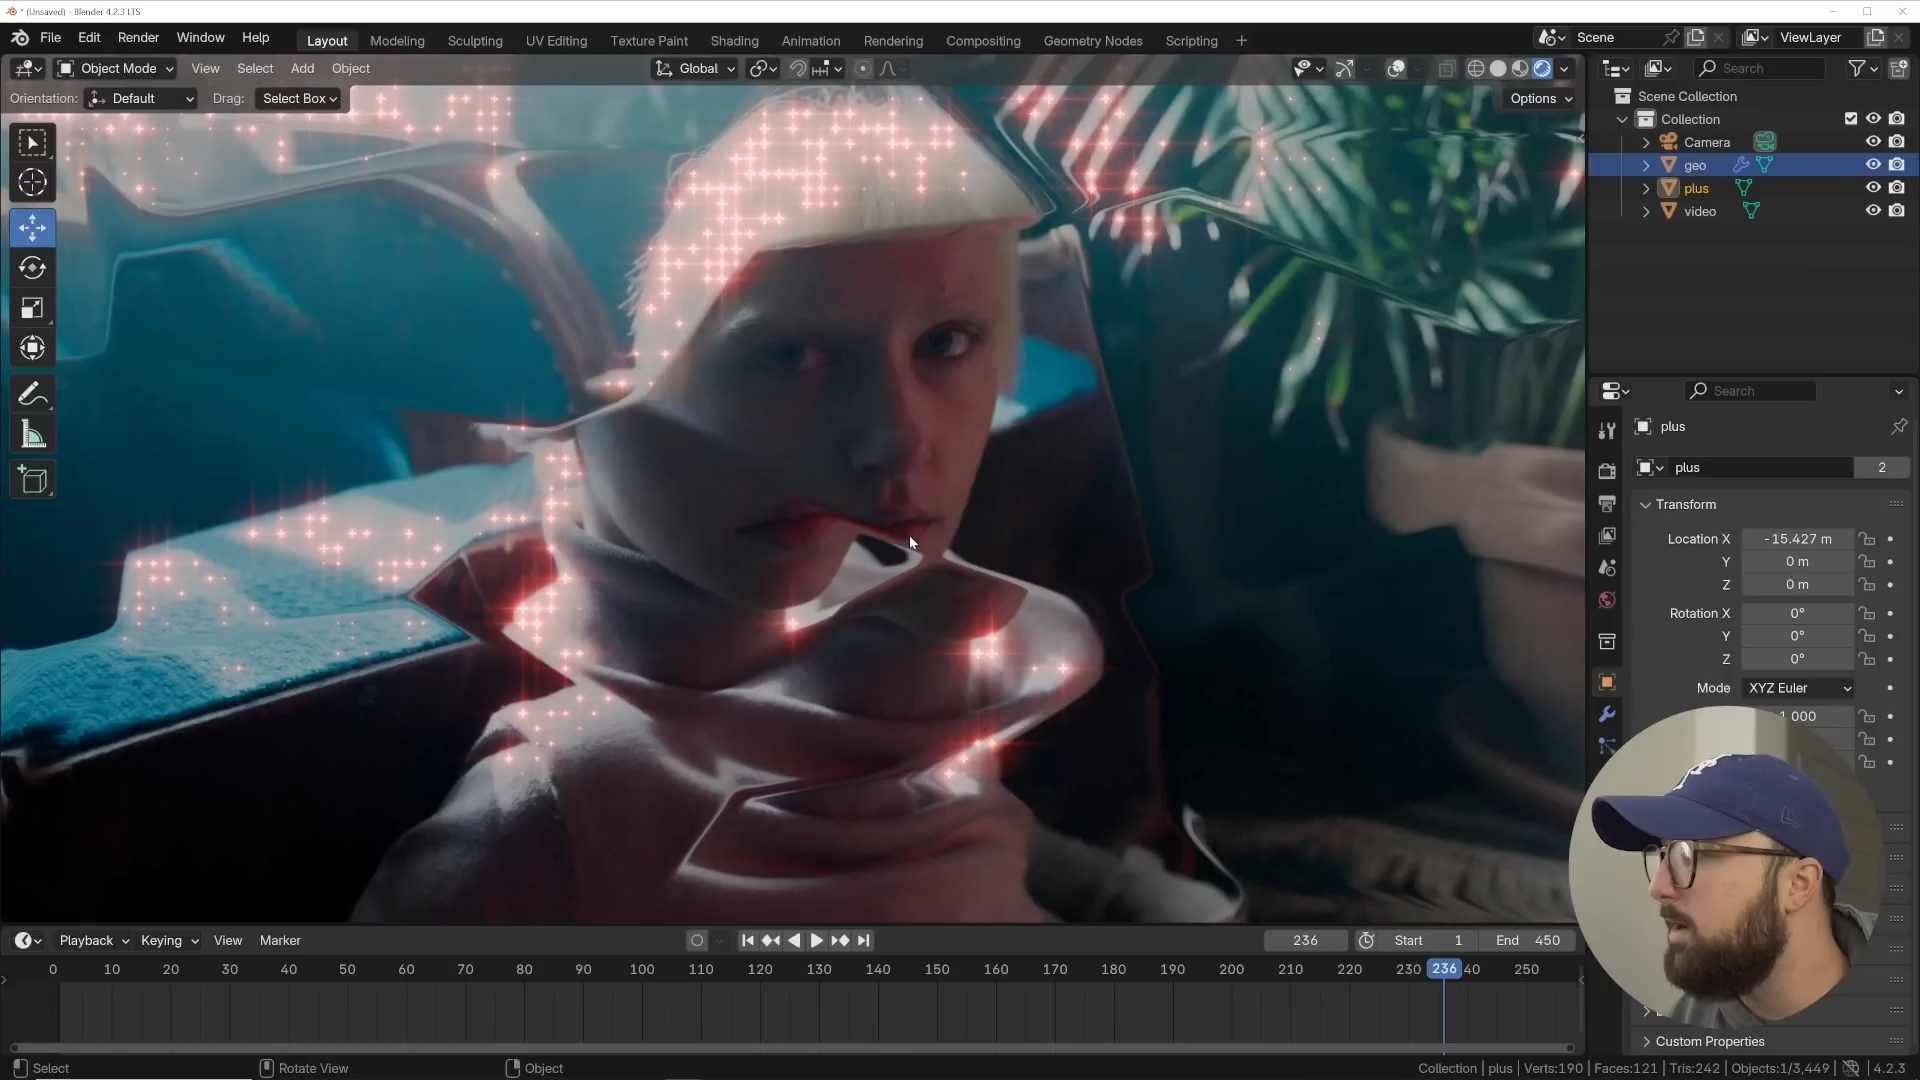 * (Unsaved) - Blender 4.2.3 LTS
File Edit Render Window Help Layout Modeling Sculpting UV Editing Texture Paint Shading Animation Rendering Compositing Geometry Nodes Scripting + Scene ViewLayer
Object Mode View Select Add Object Global Search
Orientation: Default Drag: Select Box Options
Scene Collection
Collection
Camera
geo
plus
video
Search
plus
plus 2
Transform
Location X -15.427 m
Y 0 m
Z 0 m
Rotation X 0°
Y 0°
Z 0°
Mode XYZ Euler
Playback Keying View Marker 236 Start 1 End 450
0 10 20 30 40 50 60 70 80 90 100 110 120 130 140 150 160 170 180 190 200 210 220 230 236 40 250
Custom Properties
Select Rotate View Object Collection | plus | Verts:190 | Faces:121 | Tris:242 | Objects:1/3,449 | 4.2.3